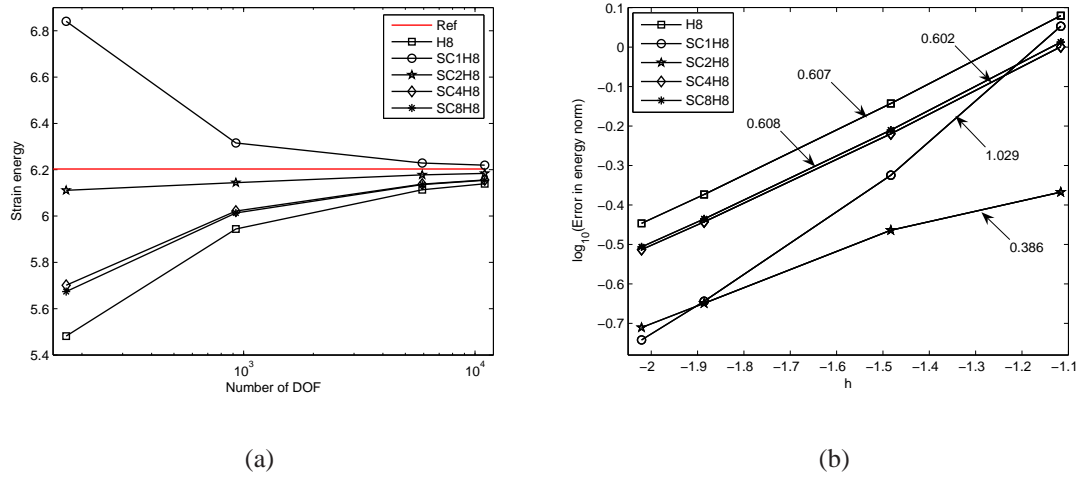 6.8
6.6
6.4
6.2
6
5.8
5.6
5.4
Strain energy
10^3
10^4
Number of DOF
Ref
H8
SC1H8
SC2H8
SC4H8
SC8H8
(a)
0.1
0
−0.1
−0.2
−0.3
−0.4
−0.5
−0.6
−0.7
log_10(Error in energy norm)
H8
SC1H8
SC2H8
SC4H8
SC8H8
0.602
0.607
0.608
1.029
0.386
−2
−1.9
−1.8
−1.7
−1.6
−1.5
−1.4
−1.3
−1.2
−1.1
h
(b)